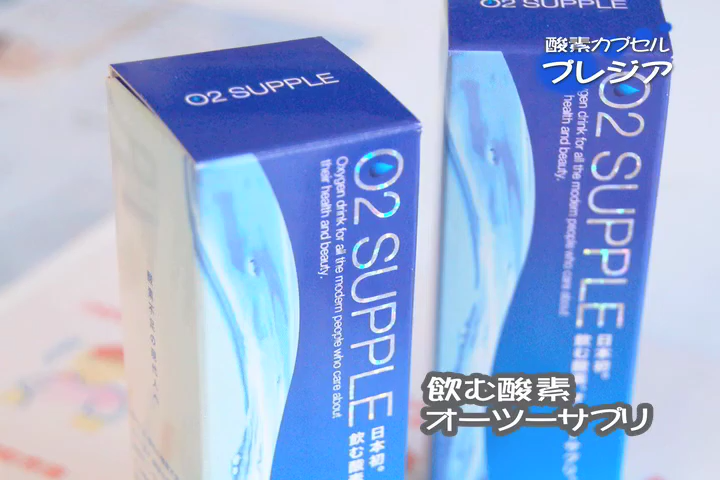 O2 SUPPLE
酸素カプセル
プレジア
O2 SUPPLE
O2 SUPPLE
Oxygen drink for all the modern people who care about
their health and beauty.
日本初。
飲む酸素
O2 SUPPLE
gen drink for all the modern people who care about
health and beauty.
日本初。
飲む酸素
飲む酸素
オーツーサプリ